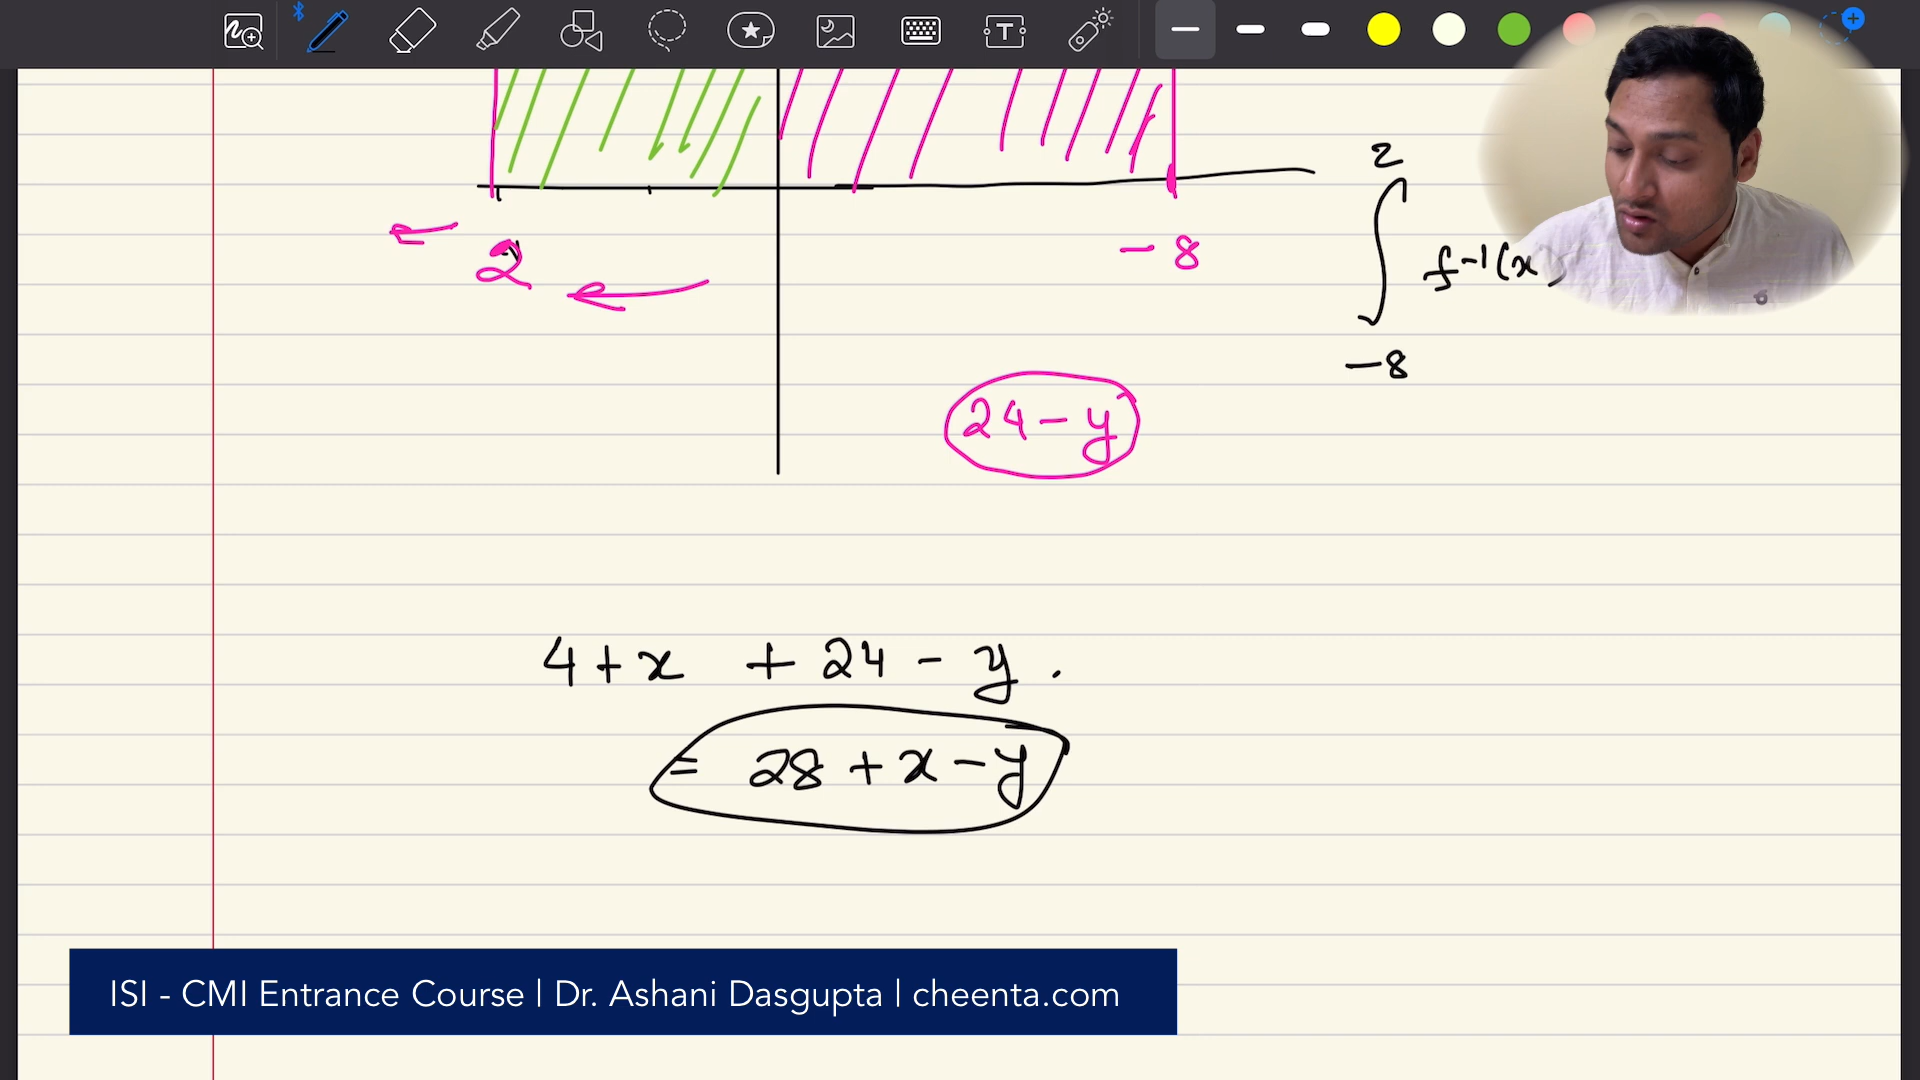 2
∫ f⁻¹(x)
-8
2
-8
24-y
4+x + 24 - y .
= 28 + x - y
ISI - CMI Entrance Course | Dr. Ashani Dasgupta | cheenta.com